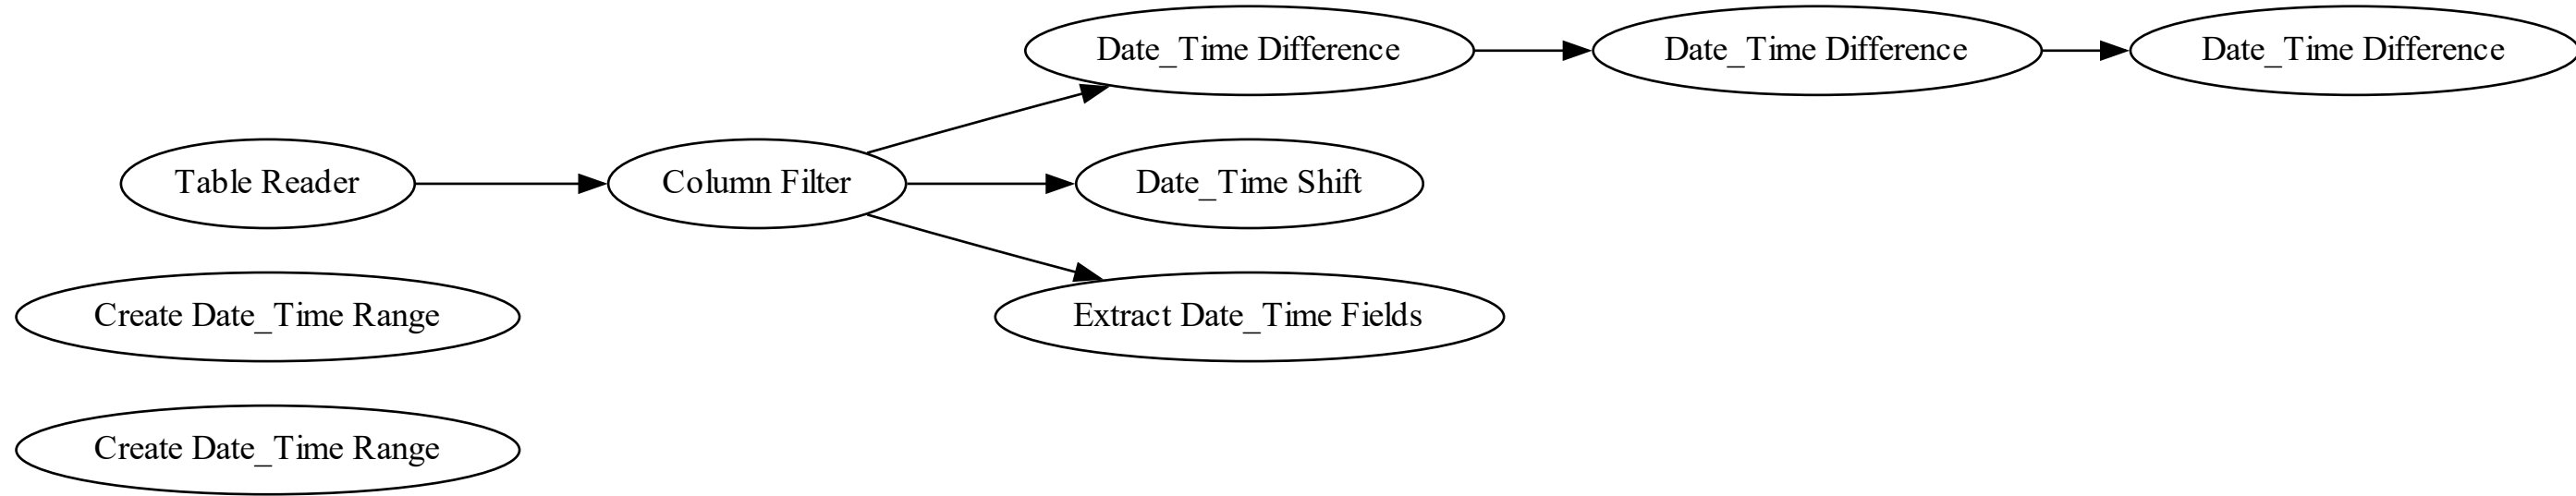 Date_Time Difference
Date_Time Difference
Date_Time Difference
Table Reader
Column Filter
Date_Time Shift
Create Date_Time Range
Extract Date_Time Fields
Create Date_Time Range